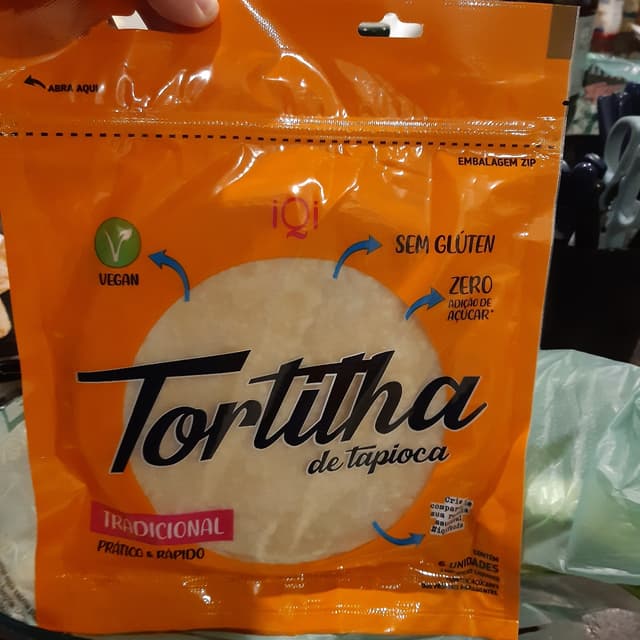 ABRA AQUI
EMBALAGEM ZIP
iQi
VEGAN
SEM GLÚTEN
ZERO
ADIÇÃO DE
AÇÚCAR*
Tortilha
de tapioca
TRADICIONAL
PRÁTICO & RÁPIDO
sua
CONTÉM
6 UNIDADES